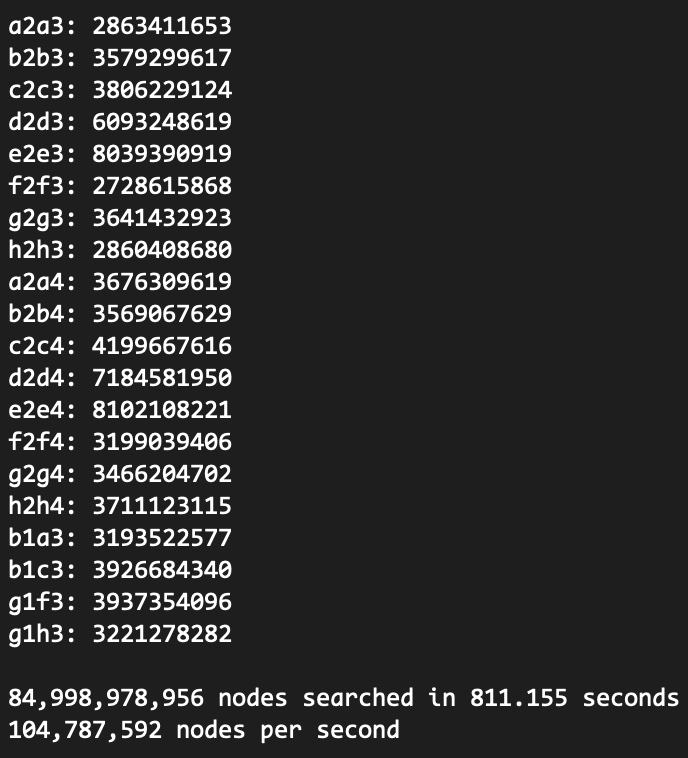 a2a3: 2863411653
b2b3: 3579299617
c2c3: 3806229124
d2d3: 6093248619
e2e3: 8039390919
f2f3: 2728615868
g2g3: 3641432923
h2h3: 2860408680
a2a4: 3676309619
b2b4: 3569067629
c2c4: 4199667616
d2d4: 7184581950
e2e4: 8102108221
f2f4: 3199039406
g2g4: 3466204702
h2h4: 3711123115
b1a3: 3193522577
b1c3: 3926684340
g1f3: 3937354096
g1h3: 3221278282
84,998,978,956 nodes searched in 811.155 seconds
104,787,592 nodes per second